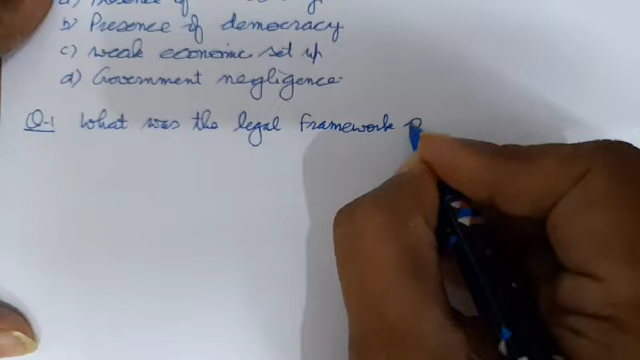 b) Presence of democracy
c) weak economic set up
d) Government negligence.
Q-1 What was the legal framework